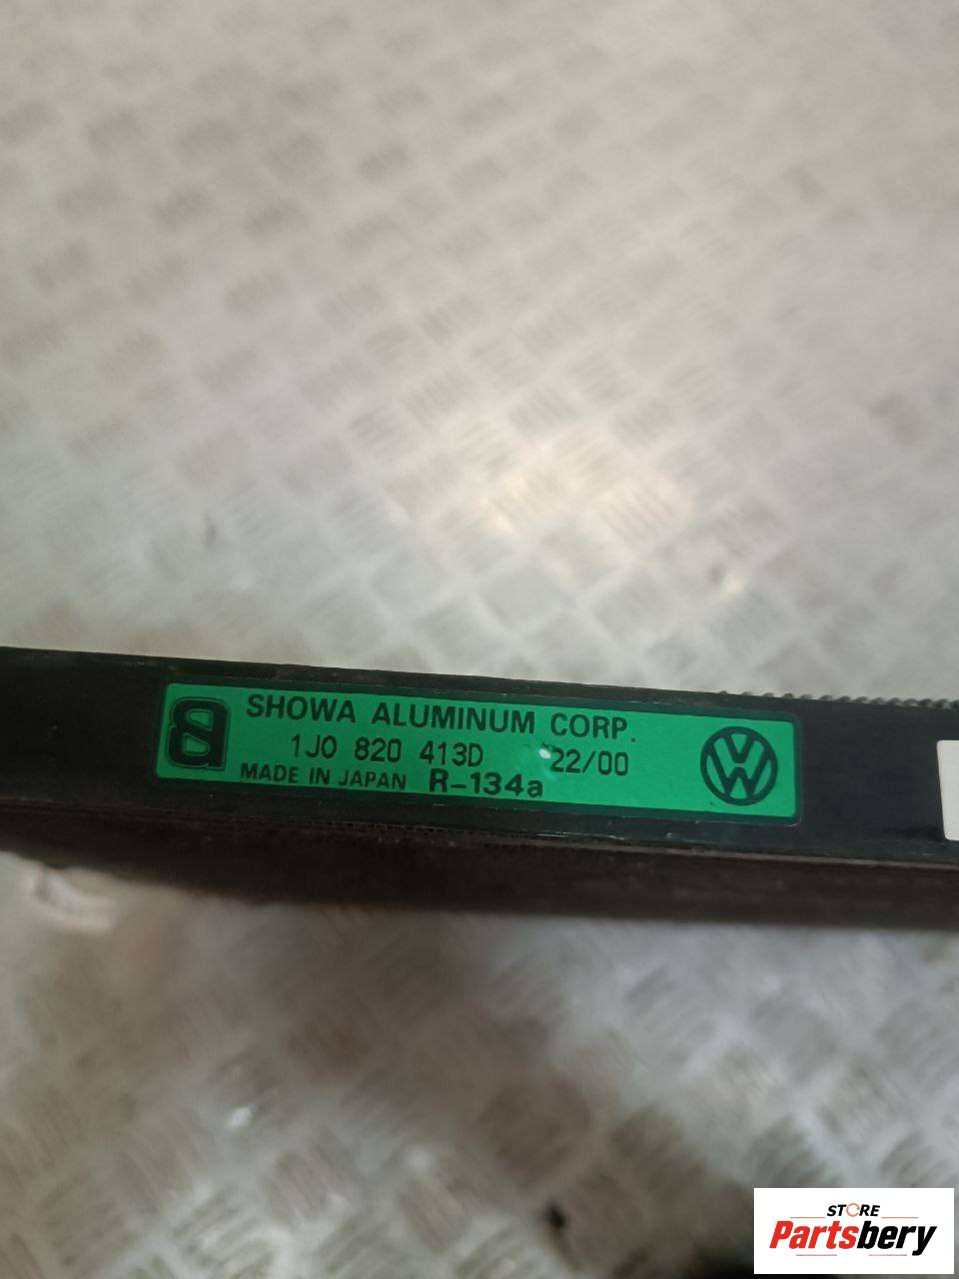 SHOWA ALUMINUM CORP.
1J0 820 413D 22/00
MADE IN JAPAN R-134a
STORE
Partsbery